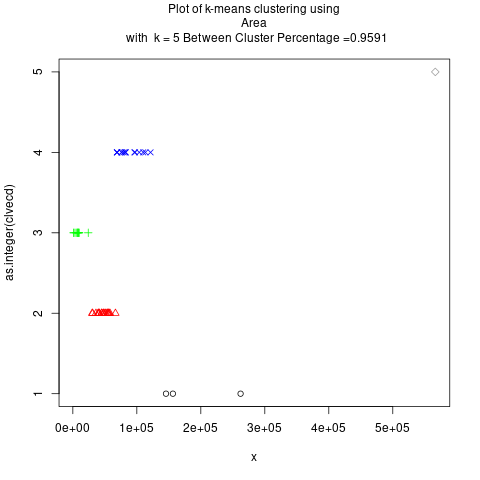 Plot of k-means clustering using
Area
with k = 5 Between Cluster Percentage =0.9591
as.integer(clvecd)
5
4
3
2
1
0e+00 1e+05 2e+05 3e+05 4e+05 5e+05
x